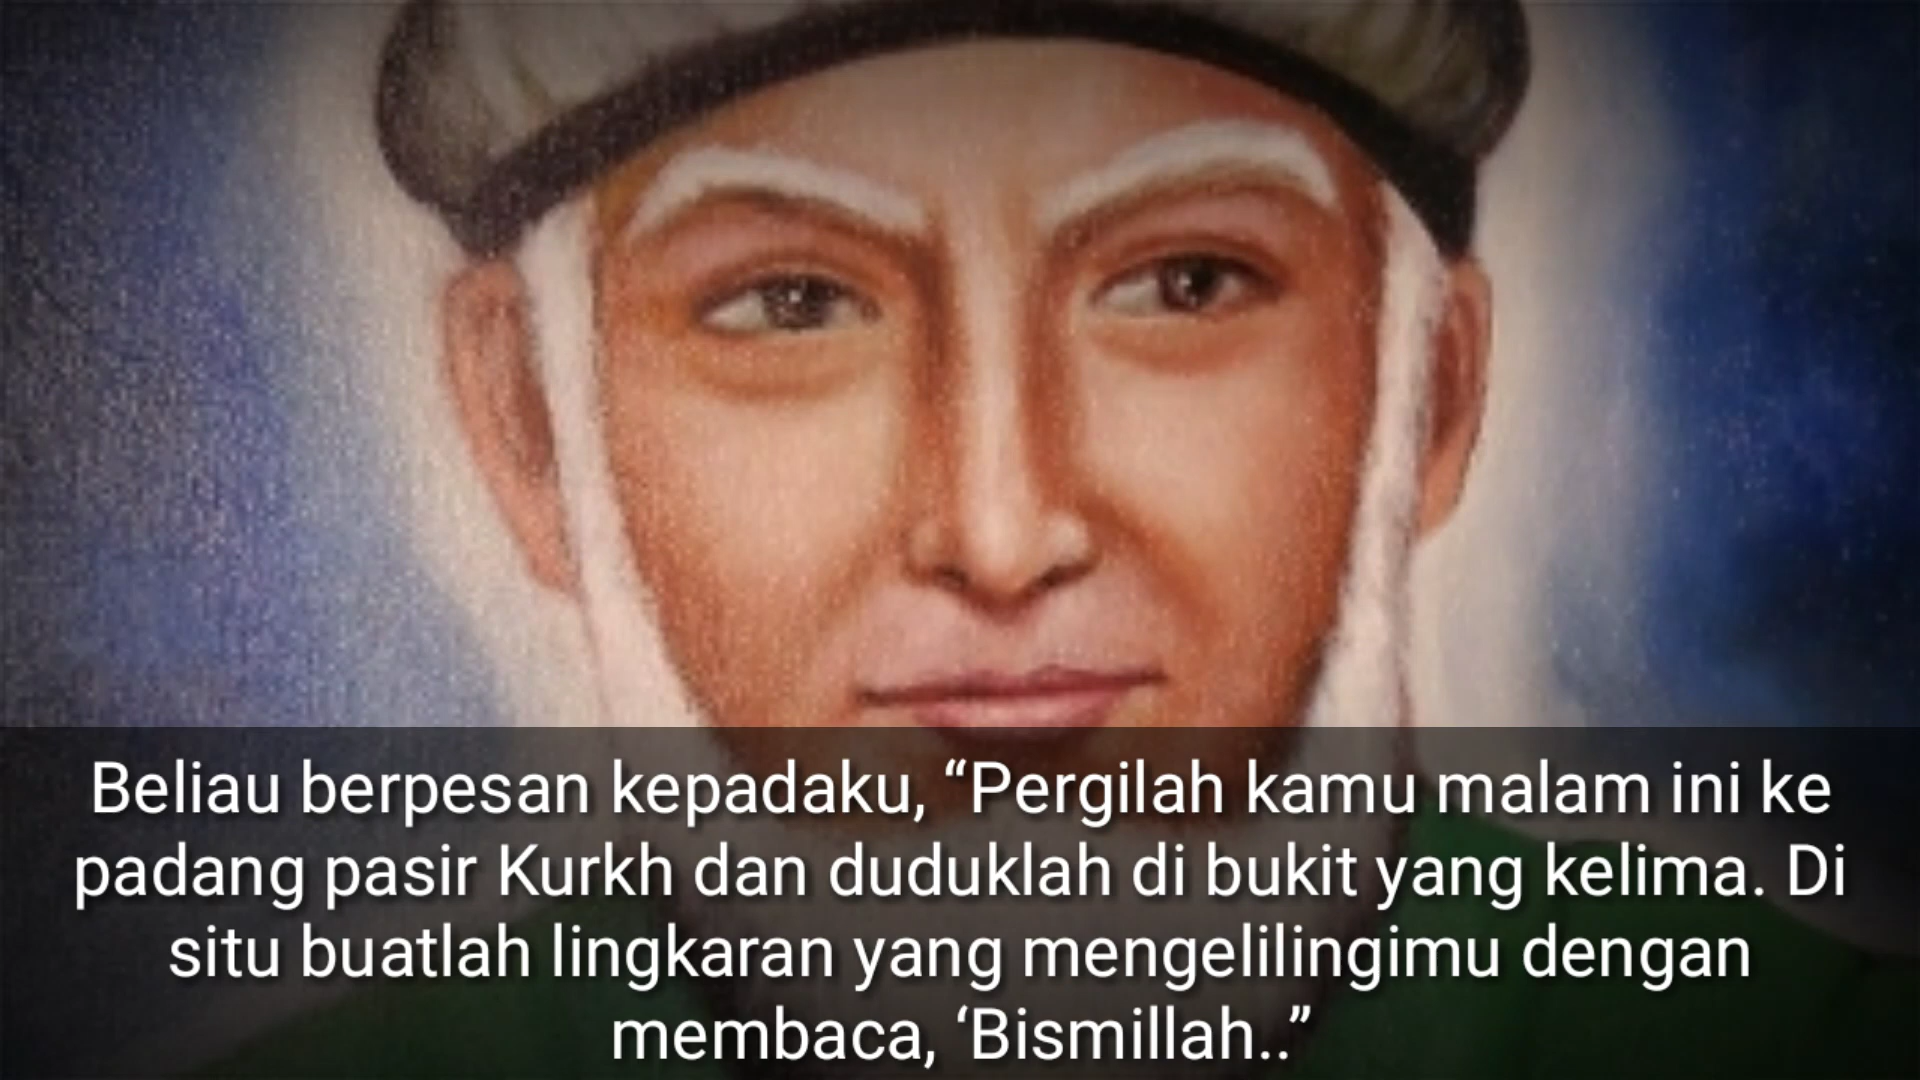 Beliau berpesan kepadaku, “Pergilah kamu malam ini ke
padang pasir Kurkh dan duduklah di bukit yang kelima. Di
situ buatlah lingkaran yang mengelilingimu dengan
membaca, ‘Bismillah..”